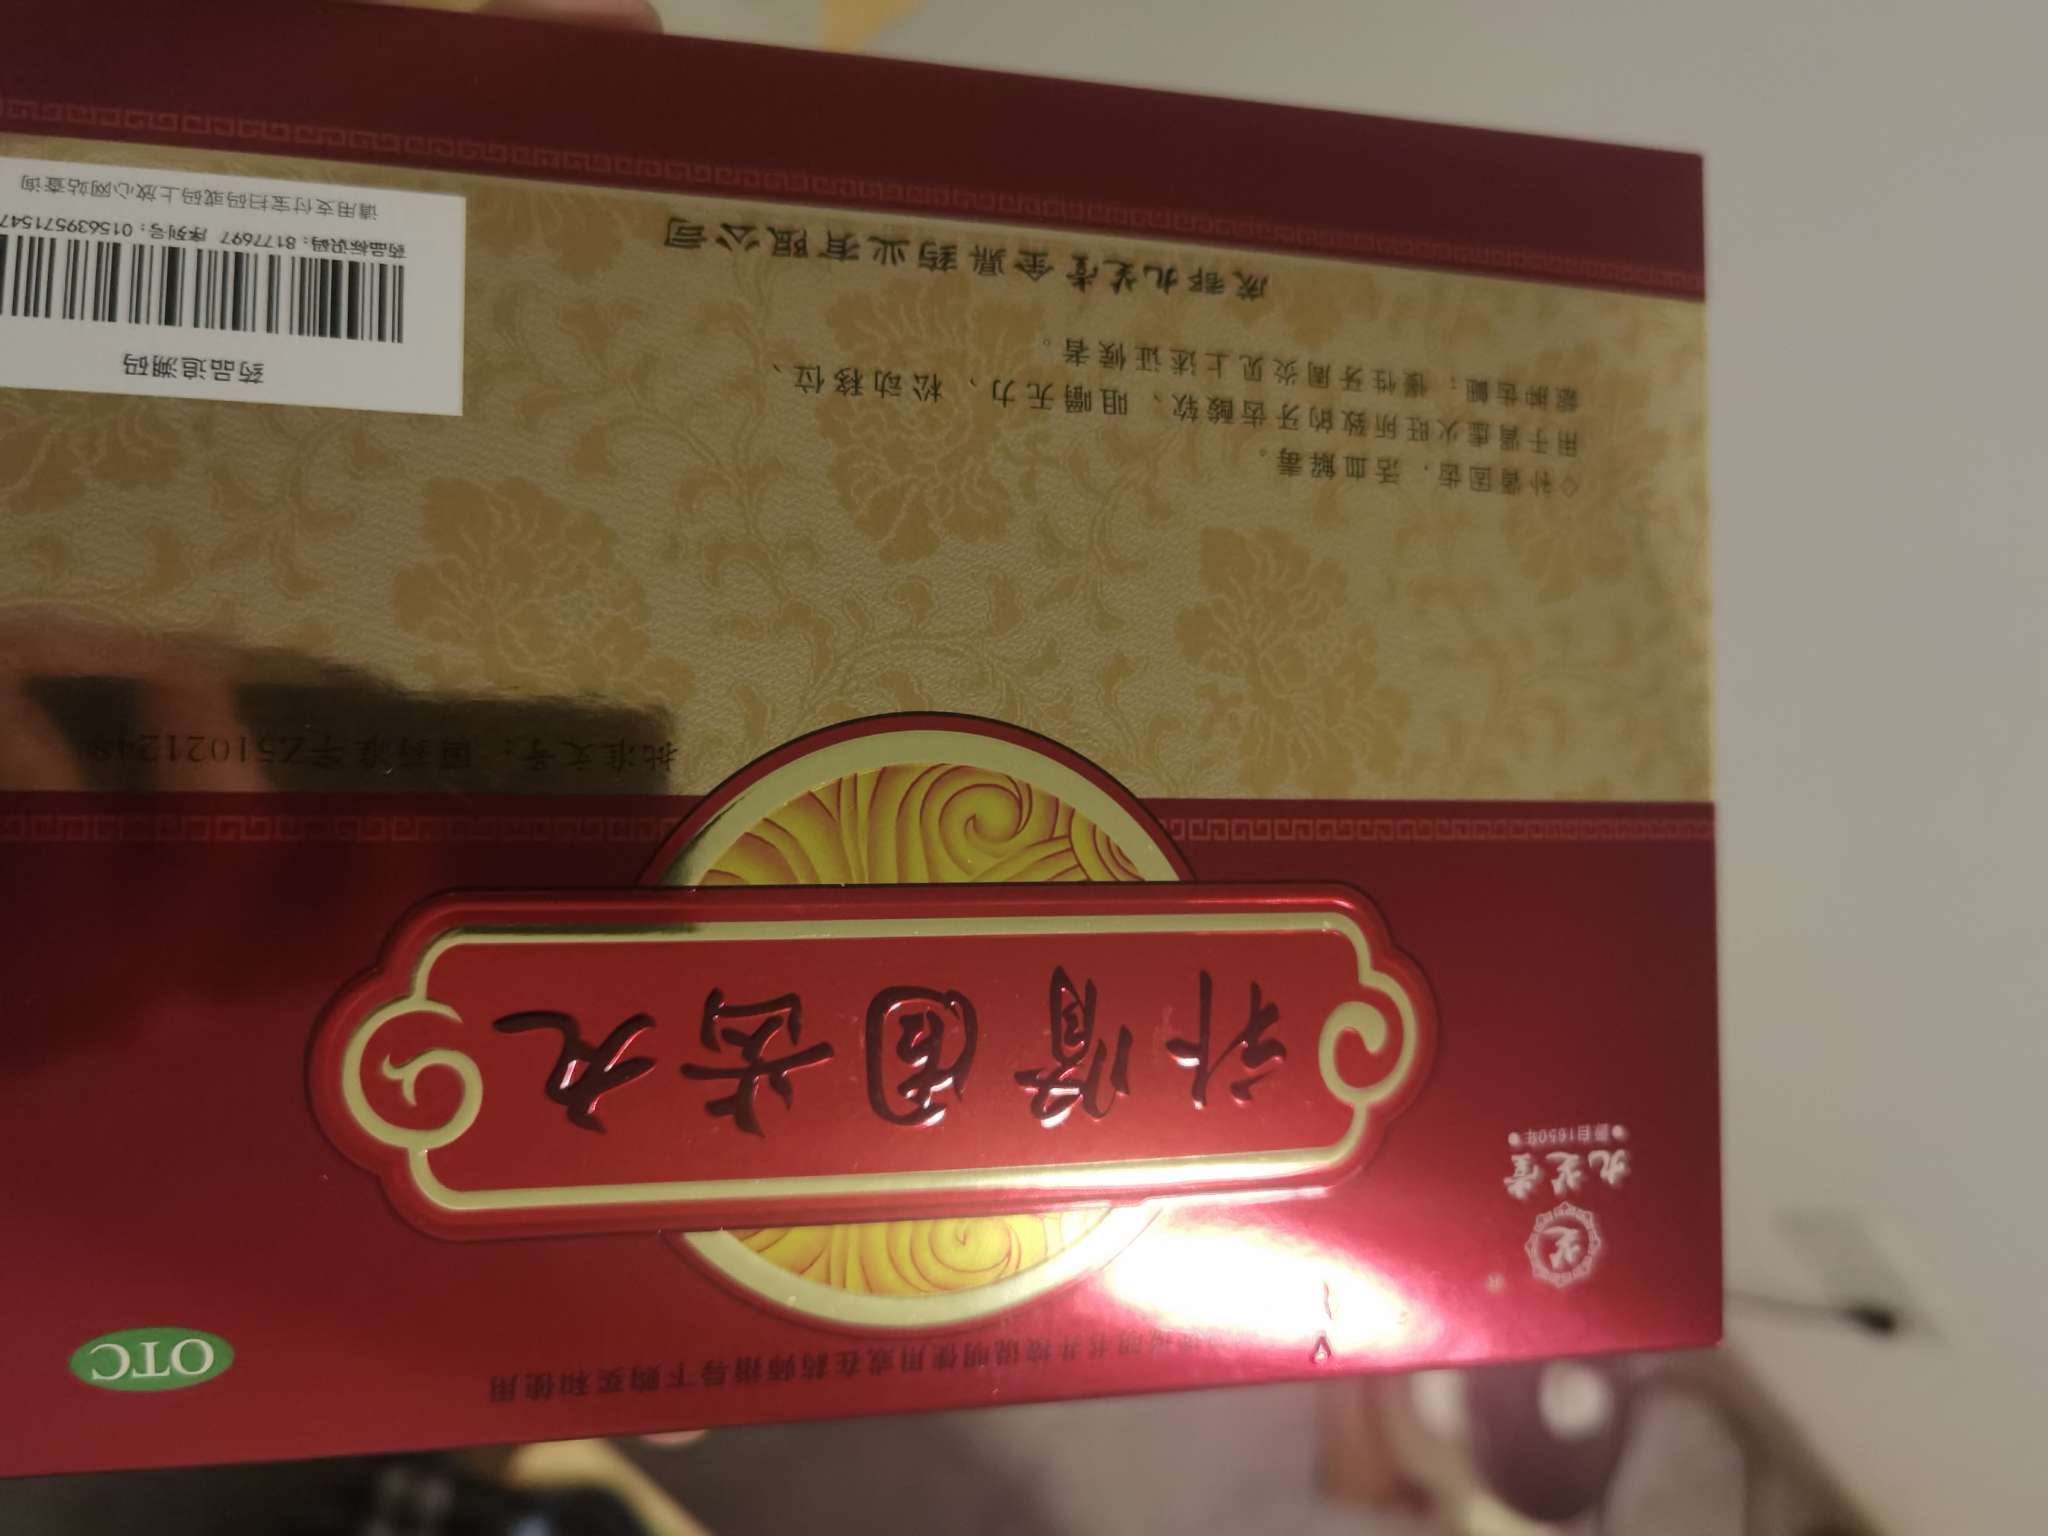 请仔细阅读说明书并按说明使用或在药师指导下购买和使用
OTC
九芝堂
●源自1650年●
补肾固齿丸
批准文号：国药准字Z51021248
◇补肾固齿，活血解毒。
用于肾虚火旺所致的牙齿酸软、咀嚼无力、松动移位、
龈肿齿衄；慢性牙周炎见上述证候者。
成都九芝堂金鼎药业有限公司
药品追溯码
药品标识码：8177697 序列号：015639571547
请用支付宝扫码或码上放心网站查询